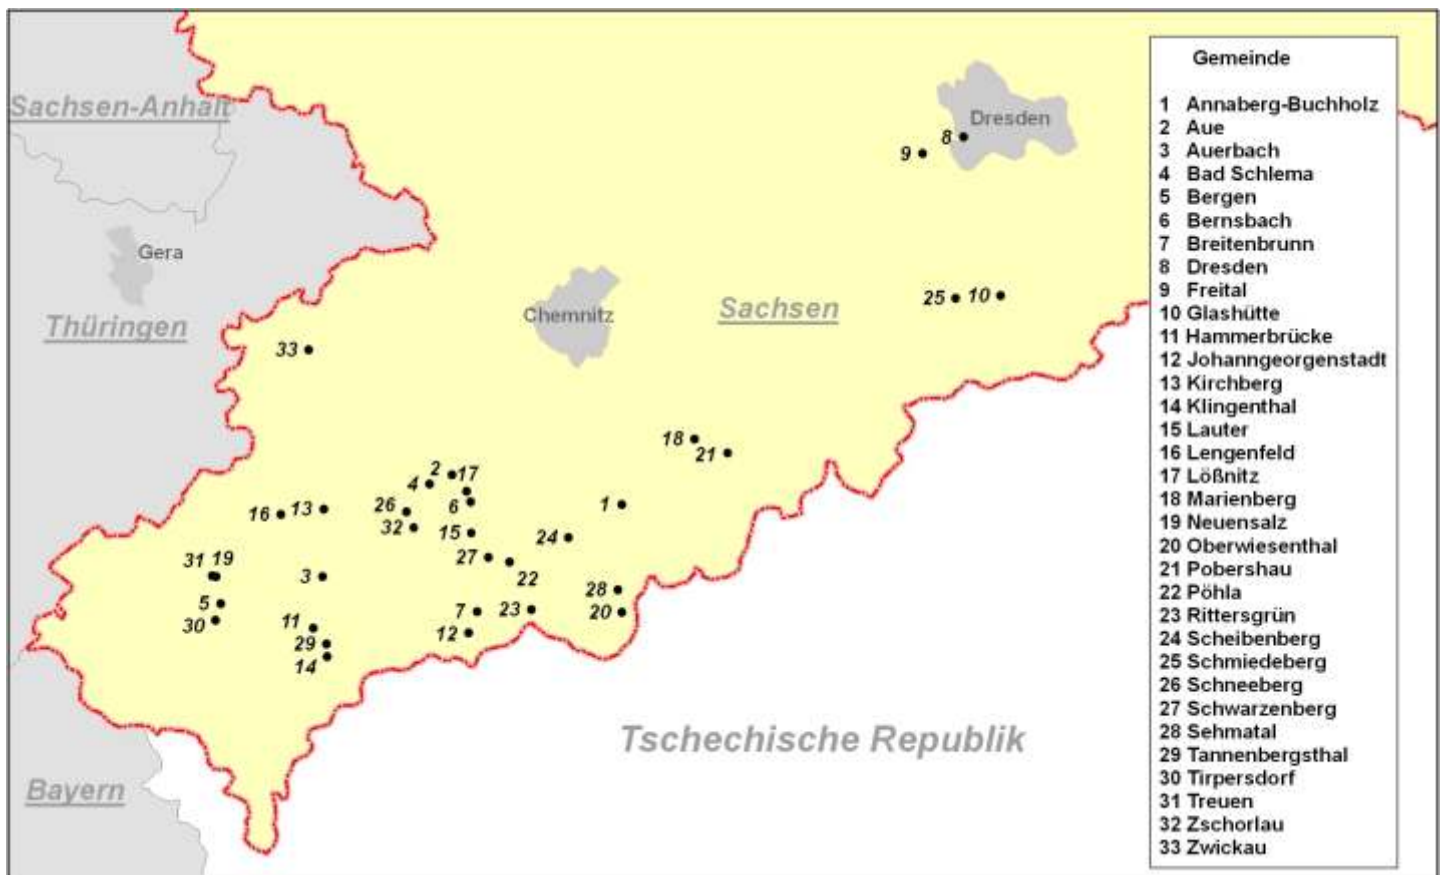 Sachsen-Anhalt
Dresden
8
9
Gera
Thüringen
Chemnitz
Sachsen
25
10
33
18
21
2
17
4
6
1
16
13
26
32
15
24
27
22
31
19
3
28
5
7
23
20
30
11
12
29
14
Tschechische Republik
Bayern
Gemeinde
1 Annaberg-Buchholz
2 Aue
3 Auerbach
4 Bad Schlema
5 Bergen
6 Bernsbach
7 Breitenbrunn
8 Dresden
9 Freital
10 Glashütte
11 Hammerbrücke
12 Johanngeorgenstadt
13 Kirchberg
14 Klingenthal
15 Lauter
16 Lengenfeld
17 Lößnitz
18 Marienberg
19 Neuensalz
20 Oberwiesenthal
21 Pobershau
22 Pöhla
23 Rittersgrün
24 Scheibenberg
25 Schmiedeberg
26 Schneeberg
27 Schwarzenberg
28 Sehmatal
29 Tannenbergsthal
30 Tirpersdorf
31 Treuen
32 Zschorlau
33 Zwickau